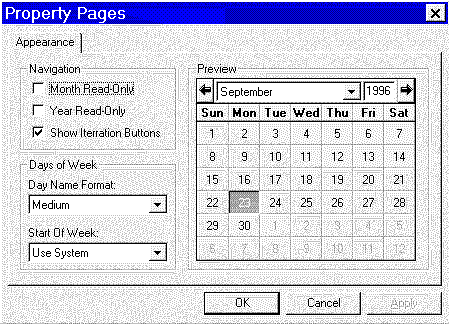 Property Pages
Appearance
Navigation
Month Read-Only
Year Read-Only
Show Iterration Buttons
Days of Week
Day Name Format:
Medium
Start Of Week:
Use System
Preview
September 1996
Sun Mon Tue Wed Thu Fri Sat
1 2 3 4 5 6 7
8 9 10 11 12 13 14
15 16 17 18 19 20 21
22 23 24 25 26 27 28
29 30 1 2 3 4 5
6 7 8 9 10 11 12
OK Cancel Apply